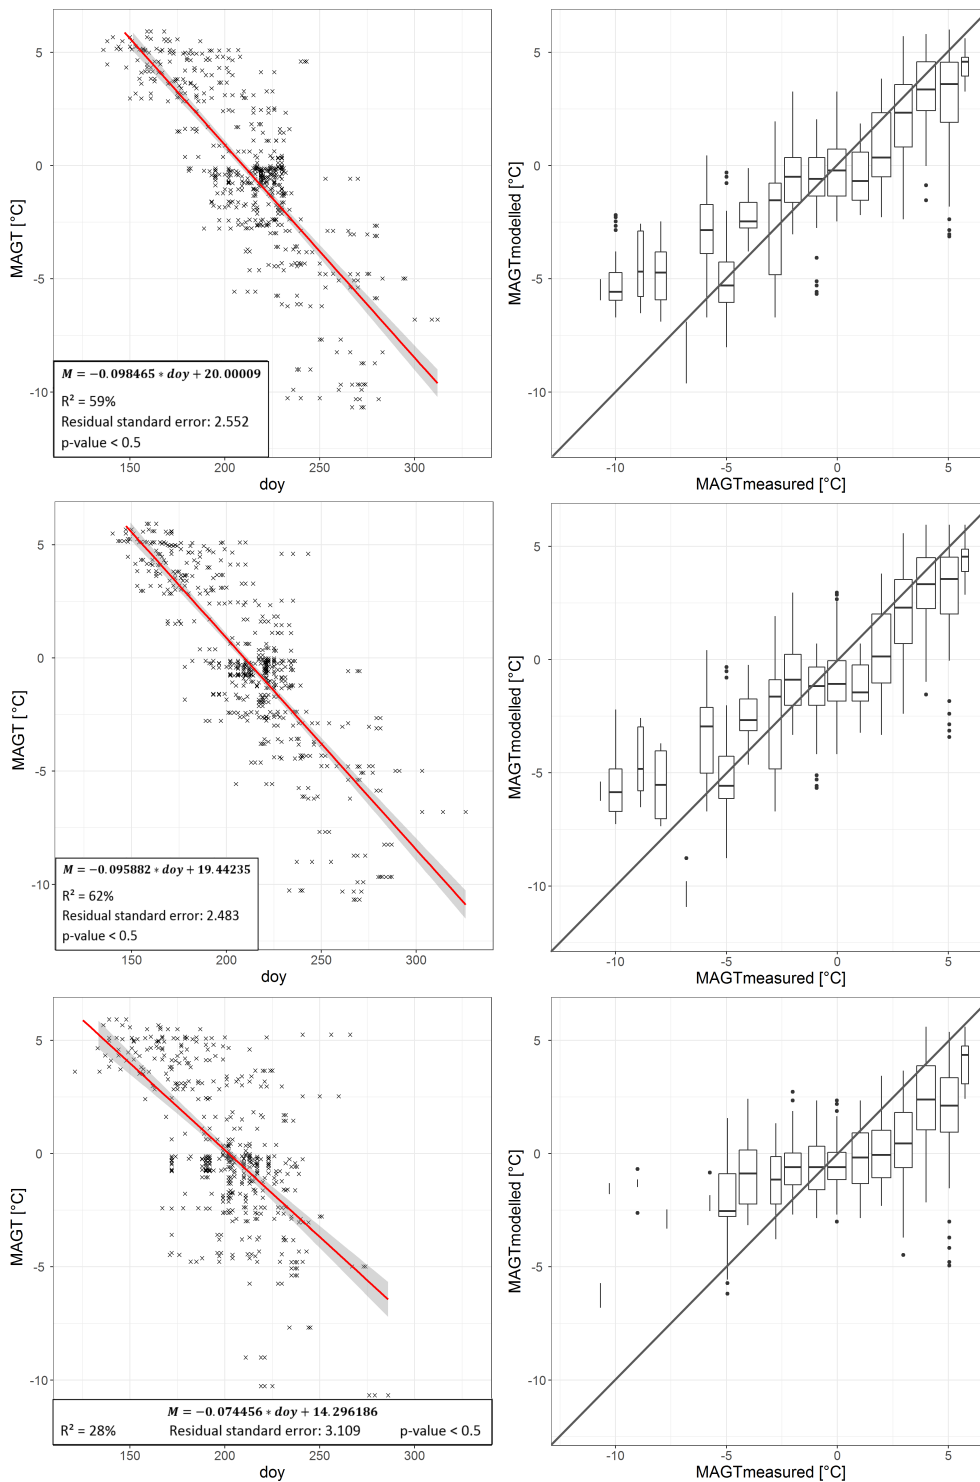 MAGT [°C]
5
0
-5
-10
M = −0.098465 * doy + 20.00009
R² = 59%
Residual standard error: 2.552
p-value < 0.5
150
200
250
300
doy
MAGTmodelled [°C]
5
0
-5
-10
-10
-5
0
5
MAGTmeasured [°C]
MAGT [°C]
5
0
-5
-10
M = −0.095882 * doy + 19.44235
R² = 62%
Residual standard error: 2.483
p-value < 0.5
150
200
250
300
doy
MAGTmodelled [°C]
5
0
-5
-10
-10
-5
0
5
MAGTmeasured [°C]
MAGT [°C]
5
0
-5
-10
M = −0.074456 * doy + 14.296186
R² = 28% Residual standard error: 3.109 p-value < 0.5
150
200
250
300
doy
MAGTmodelled [°C]
5
0
-5
-10
-10
-5
0
5
MAGTmeasured [°C]